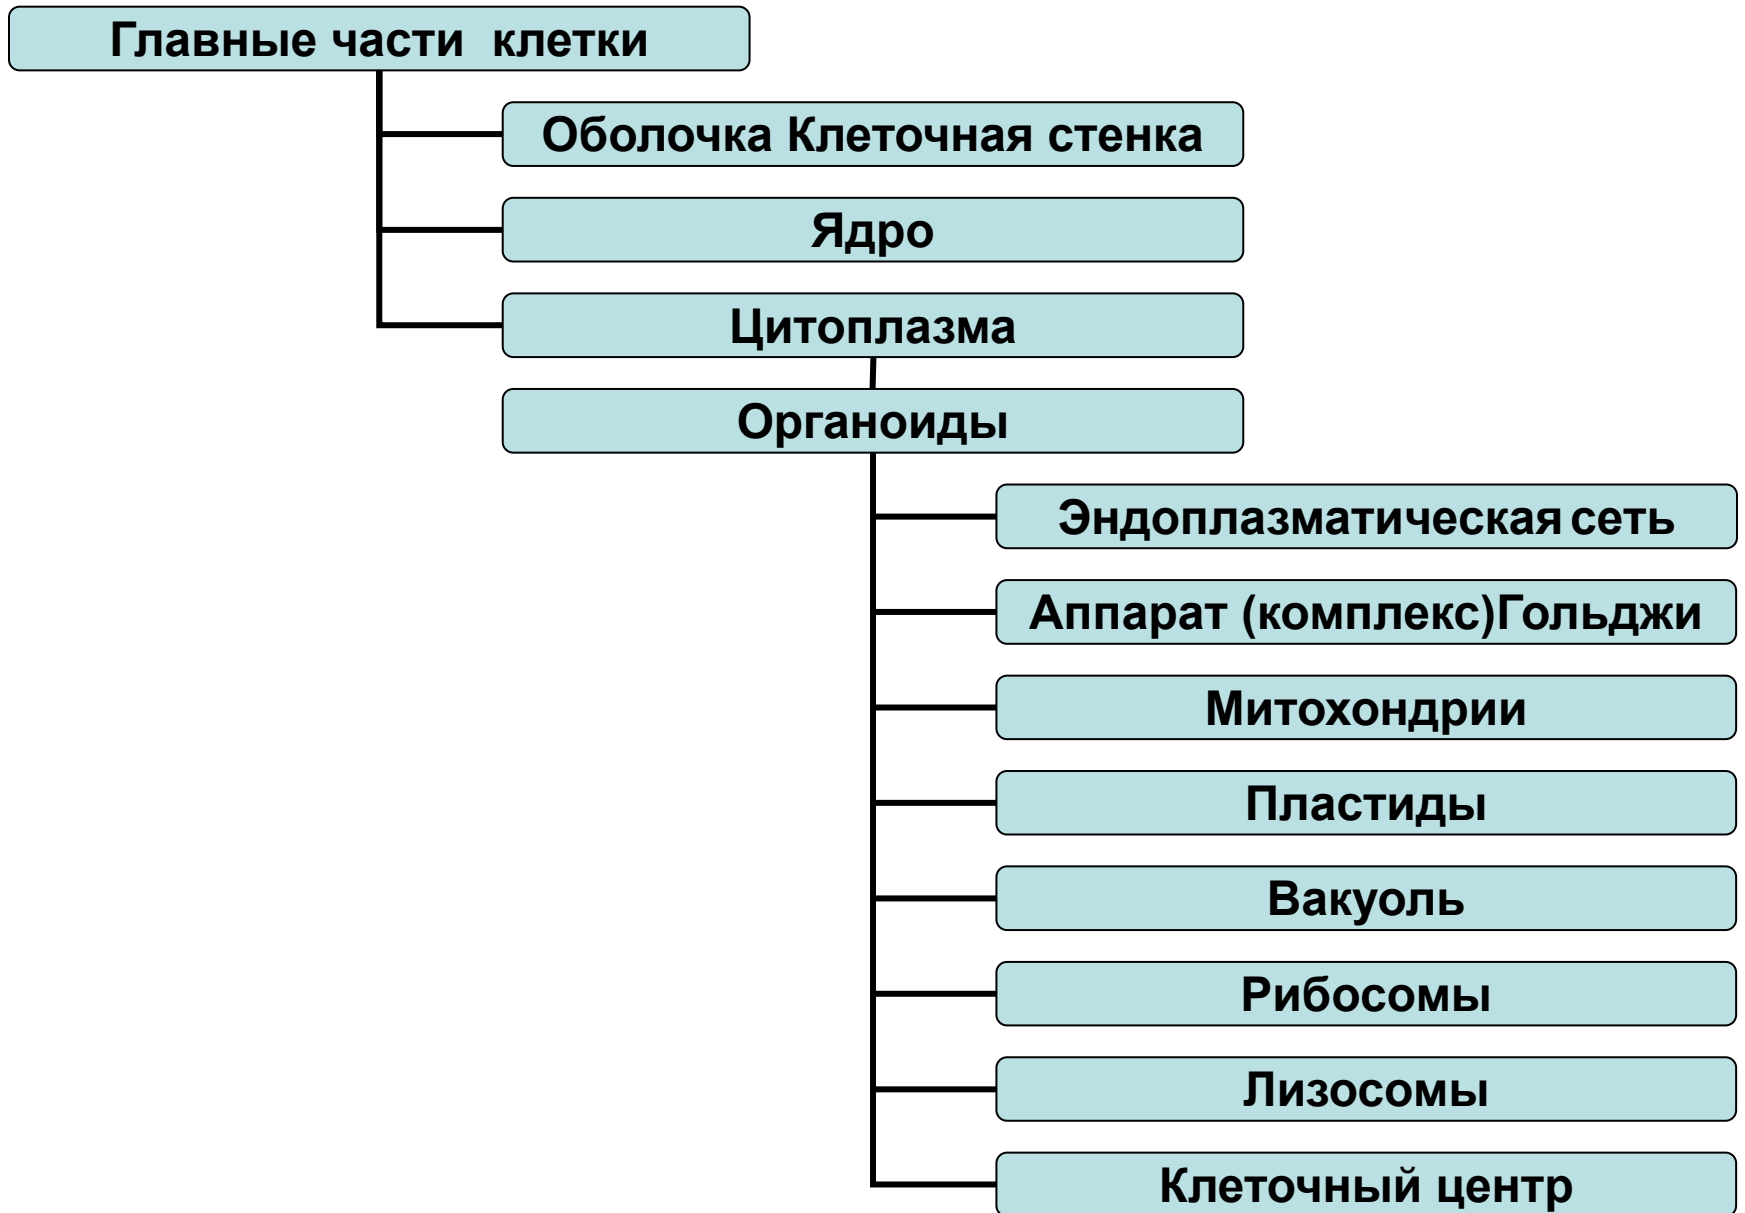 Главные части клетки
Оболочка Клеточная стенка
Ядро
Цитоплазма
Органоиды
Эндоплазматическая сеть
Аппарат (комплекс)Гольджи
Митохондрии
Пластиды
Вакуоль
Рибосомы
Лизосомы
Клеточный центр